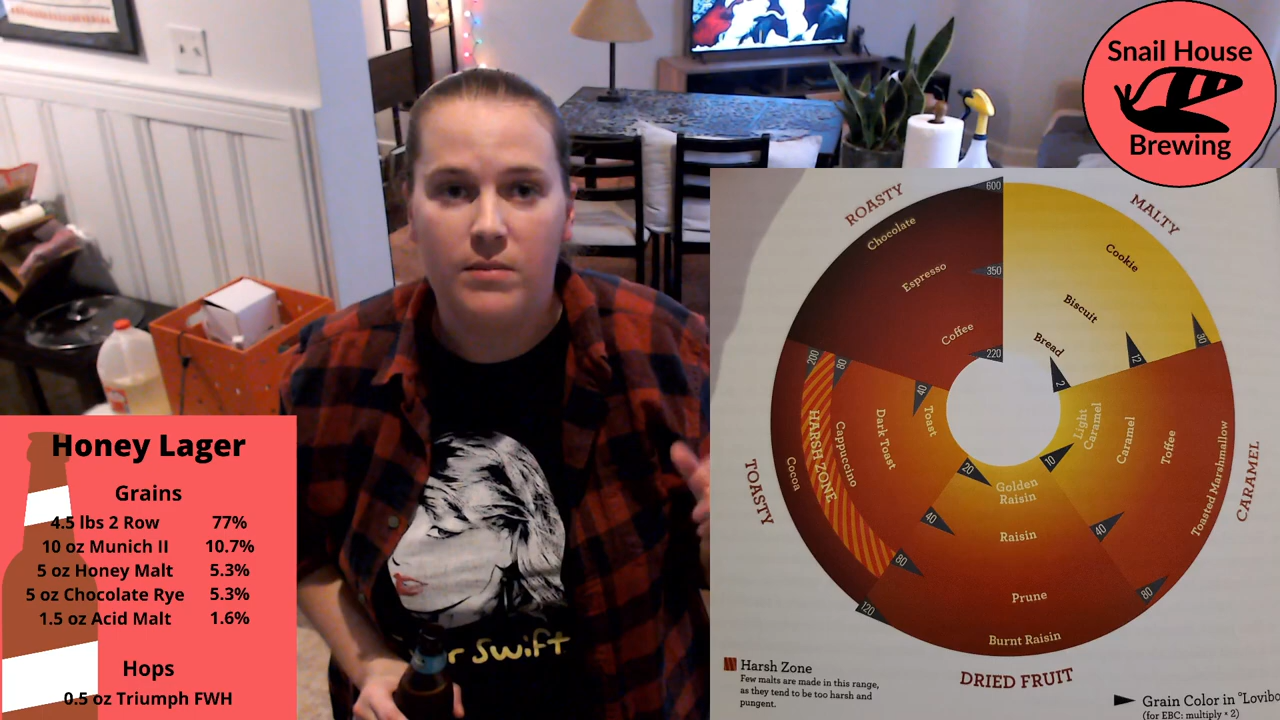 Snail House
Brewing
Honey Lager
Grains
4.5 lbs 2 Row 77%
10 oz Munich II 10.7%
5 oz Honey Malt 5.3%
5 oz Chocolate Rye 5.3%
1.5 oz Acid Malt 1.6%
Hops
0.5 oz Triumph FWH
r Swift
ROASTY
Chocolate
Espresso
Coffee
600
350
220
MALTY
Cookie
Biscuit
Bread
2
12
CARAMEL
Light
Caramel
Caramel
Toffee
Toasted Marshmallow
10
40
80
DRIED FRUIT
Golden
Raisin
Raisin
Prune
Burnt Raisin
20
40
80
120
TOASTY
Toast
Dark Toast
Cappuccino
HARSH ZONE
Cocoa
40
80
200
Harsh Zone
Few malts are made in this range,
as they tend to be too harsh and
pungent.
Grain Color in °Lovibo
(for EBC: multiply * 2)